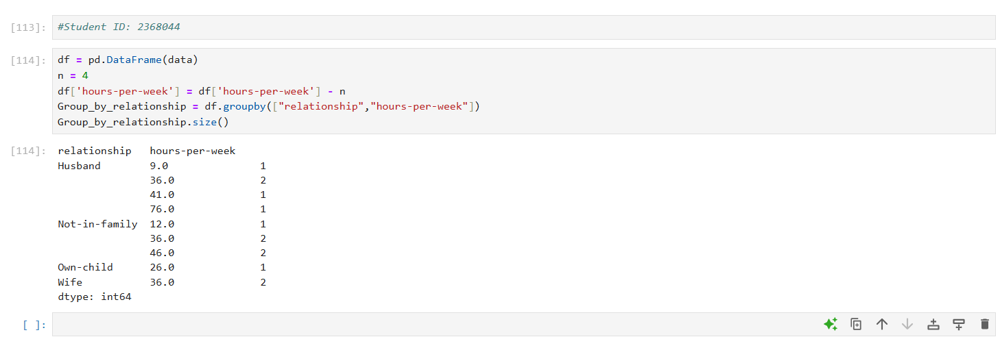 [113]: #Student ID: 2368044
[114]: df = pd.DataFrame(data)
n = 4
df['hours-per-week'] = df['hours-per-week'] - n
Group_by_relationship = df.groupby(["relationship","hours-per-week"])
Group_by_relationship.size()
[114]: relationship hours-per-week
Husband 9.0 1
36.0 2
41.0 1
76.0 1
Not-in-family 12.0 1
36.0 2
46.0 2
Own-child 26.0 1
Wife 36.0 2
dtype: int64
[ ]: